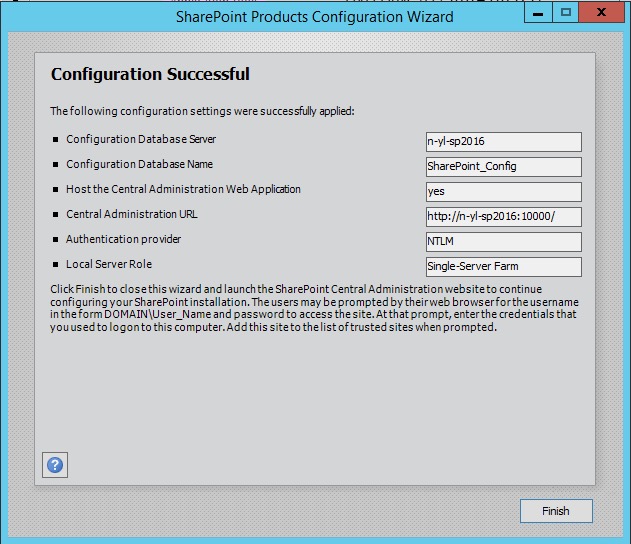 SharePoint Products Configuration Wizard
Configuration Successful
The following configuration settings were successfully applied:
Configuration Database Server n-yl-sp2016
Configuration Database Name SharePoint_Config
Host the Central Administration Web Application yes
Central Administration URL http://n-yl-sp2016:10000/
Authentication provider NTLM
Local Server Role Single-Server Farm
Click Finish to close this wizard and launch the SharePoint Central Administration website to continue
configuring your SharePoint installation. The users may be prompted by their web browser for the username
in the form DOMAIN\User_Name and password to access the site. At that prompt, enter the credentials that
you used to logon to this computer. Add this site to the list of trusted sites when prompted.
?
Finish